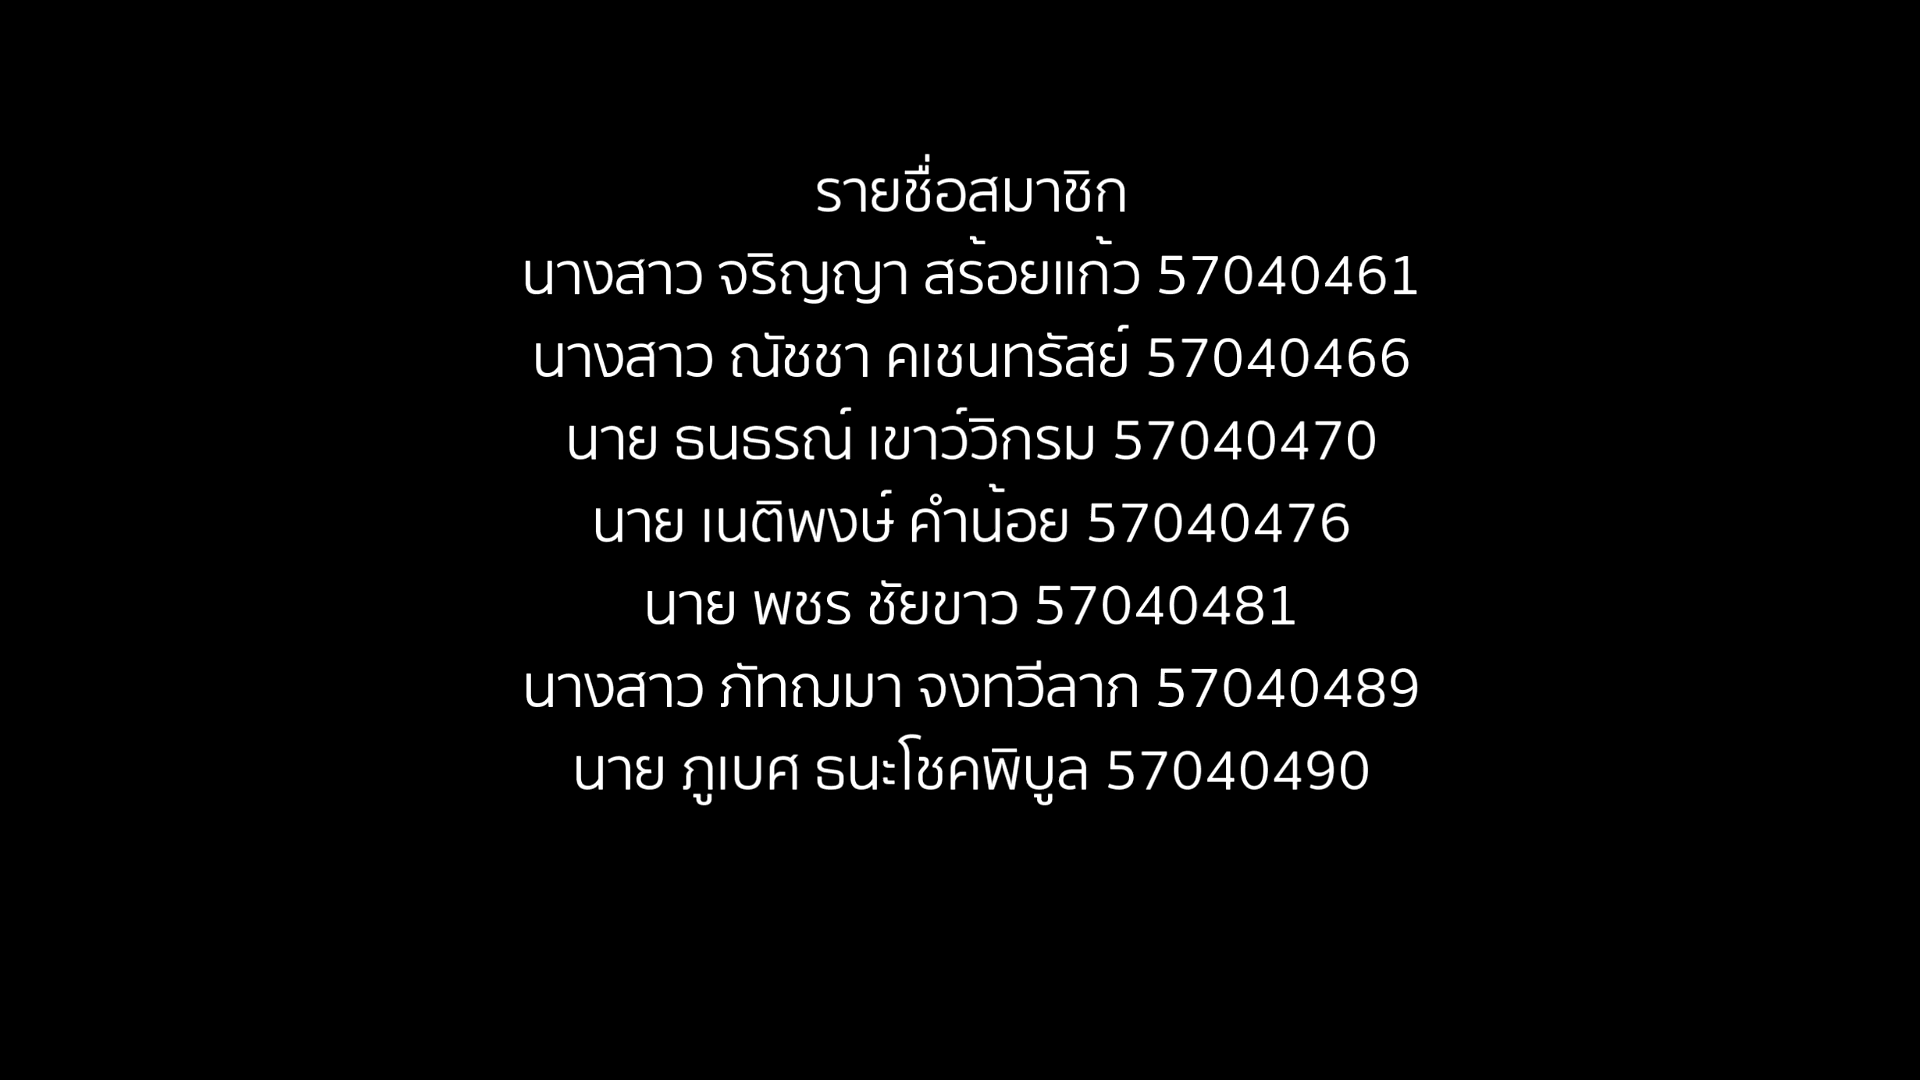 รายชื่อสมาชิก
นางสาว จริญญา สร้อยแก้ว 57040461
นางสาว ณัชชา คเชนทรัสย์ 57040466
นาย ธนธรณ์ เขาว์วิกรม 57040470
นาย เนติพงษ์ คำน้อย 57040476
นาย พชร ชัยขาว 57040481
นางสาว ภัทฌมา จงทวีลาภ 57040489
นาย ภูเบศ ธนะโชคพิบูล 57040490